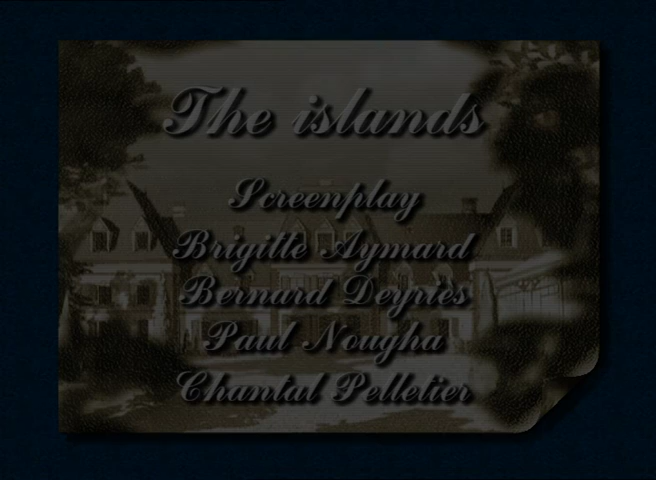 The islands
Screenplay
Brigitte Aymard
Bernard Deyriès
Paul Nougha
Chantal Pelletier